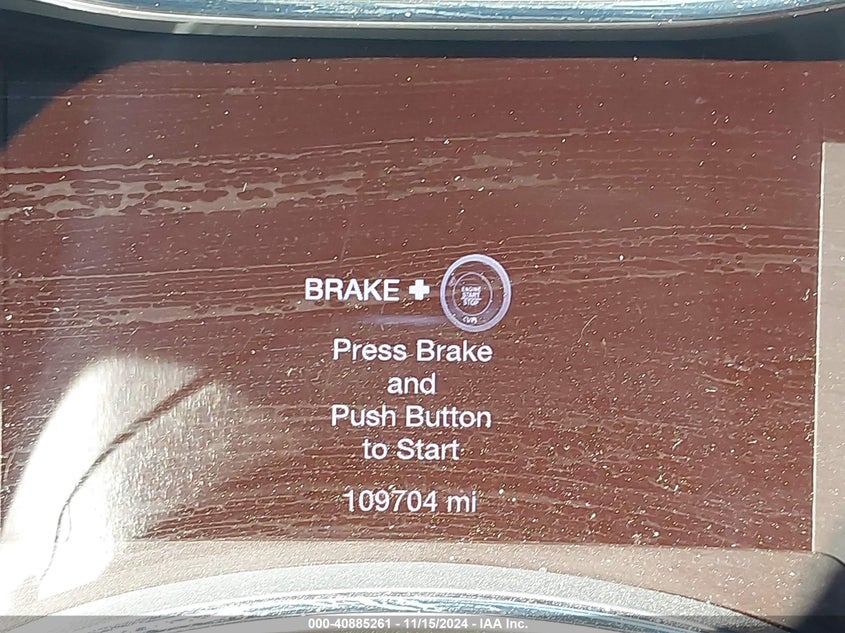 BRAKE + ENGINE
START
STOP
Press Brake
and
Push Button
to Start
109704 mi
000-40885261 - 11/15/2024 - IAA Inc.